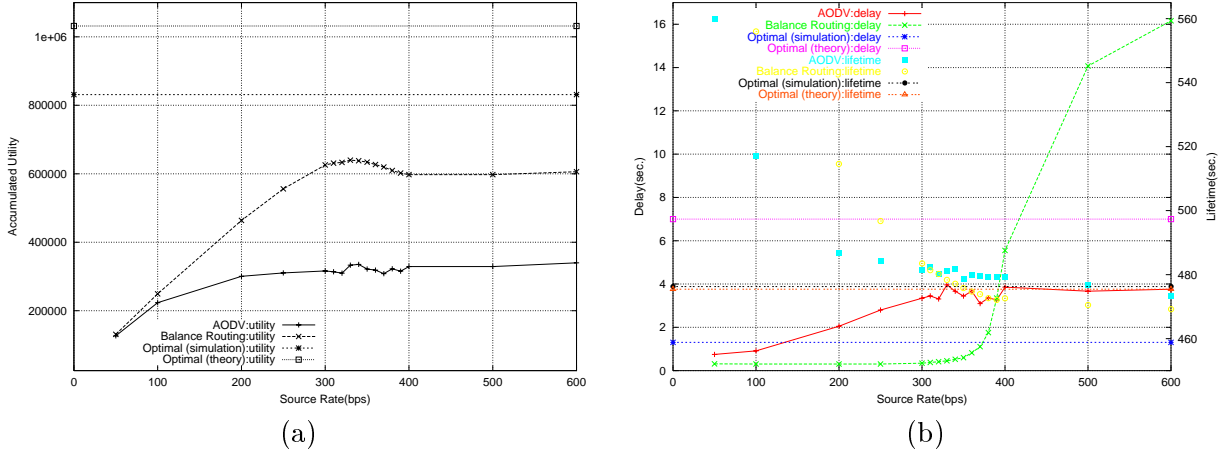 1e+06
800000
600000
400000
200000
Accumulated Utility
AODV:utility
Balance Routing:utility
Optimal (simulation):utility
Optimal (theory):utility
0 100 200 300 400 500 600
Source Rate(bps)
(a)
AODV:delay
Balance Routing:delay
Optimal (simulation):delay
Optimal (theory):delay
AODV:lifetime
Balance Routing:lifetime
Optimal (simulation):lifetime
Optimal (theory):lifetime
16
14
12
10
8
6
4
2
0
Delay(sec.)
560
540
520
500
480
460
Lifetime(sec.)
0 100 200 300 400 500 600
Source Rate(bps)
(b)